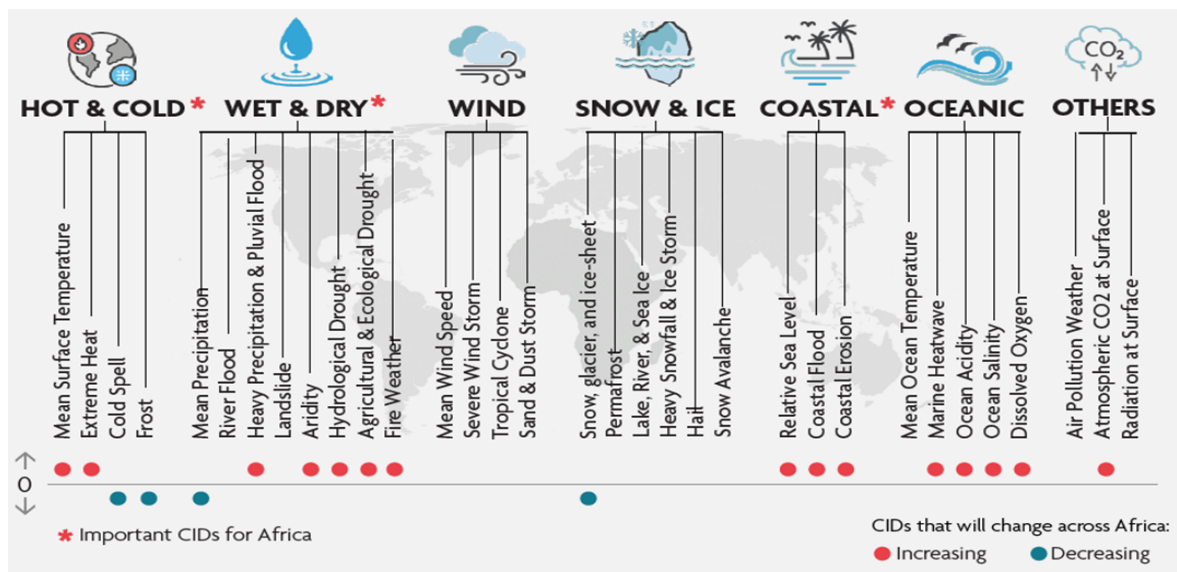 CO₂
HOT & COLD *
WET & DRY *
WIND
SNOW & ICE
COASTAL *
OCEANIC
OTHERS
Mean Surface Temperature
Extreme Heat
Cold Spell
Frost
Mean Precipitation
River Flood
Heavy Precipitation & Pluvial Flood
Landslide
Aridity
Hydrological Drought
Agricultural & Ecological Drought
Fire Weather
Mean Wind Speed
Severe Wind Storm
Tropical Cyclone
Sand & Dust Storm
Snow, glacier, and ice-sheet
Permafrost
Lake, River, & Sea Ice
Heavy Snowfall & Ice Storm
Hail
Snow Avalanche
Relative Sea Level
Coastal Flood
Coastal Erosion
Mean Ocean Temperature
Marine Heatwave
Ocean Acidity
Ocean Salinity
Dissolved Oxygen
Air Pollution Weather
Atmospheric CO2 at Surface
Radiation at Surface
0
* Important CIDs for Africa
CIDs that will change across Africa:
Increasing
Decreasing